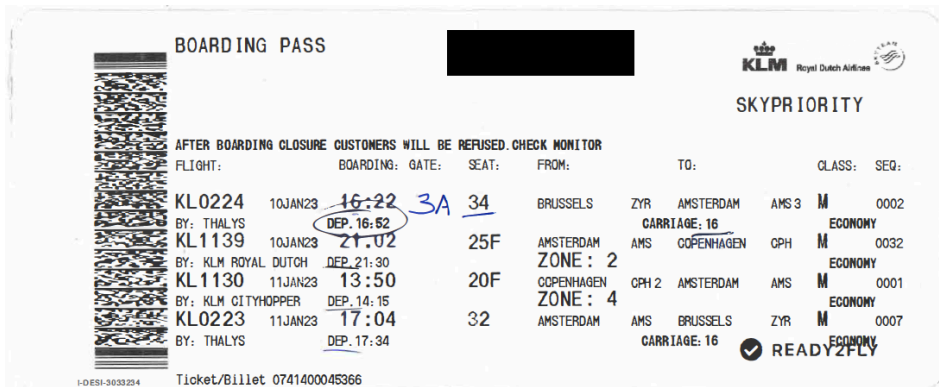 BOARDING PASS
KLM Royal Dutch Airlines
SKYTEAM
SKYPRIORITY
AFTER BOARDING CLOSURE CUSTOMERS WILL BE REFUSED.CHECK MONITOR
FLIGHT: BOARDING: GATE: SEAT: FROM: TO: CLASS: SEQ:
KL0224 10JAN23 16:22 3A 34 BRUSSELS ZYR AMSTERDAM AMS 3 M 0002
BY: THALYS DEP.16:52 CARRIAGE:16 ECONOMY
KL1139 10JAN23 21:02 25F AMSTERDAM AMS COPENHAGEN CPH M 0032
BY: KLM ROYAL DUTCH DEP.21:30 ZONE: 2 ECONOMY
KL1130 11JAN23 13:50 20F COPENHAGEN CPH 2 AMSTERDAM AMS M 0001
BY: KLM CITYHOPPER DEP.14:15 ZONE: 4 ECONOMY
KL0223 11JAN23 17:04 32 AMSTERDAM AMS BRUSSELS ZYR M 0007
BY: THALYS DEP.17:34 CARRIAGE:16 ECONOMY
READY2FLY
I-DESI-3033234 Ticket/Billet 0741400045366